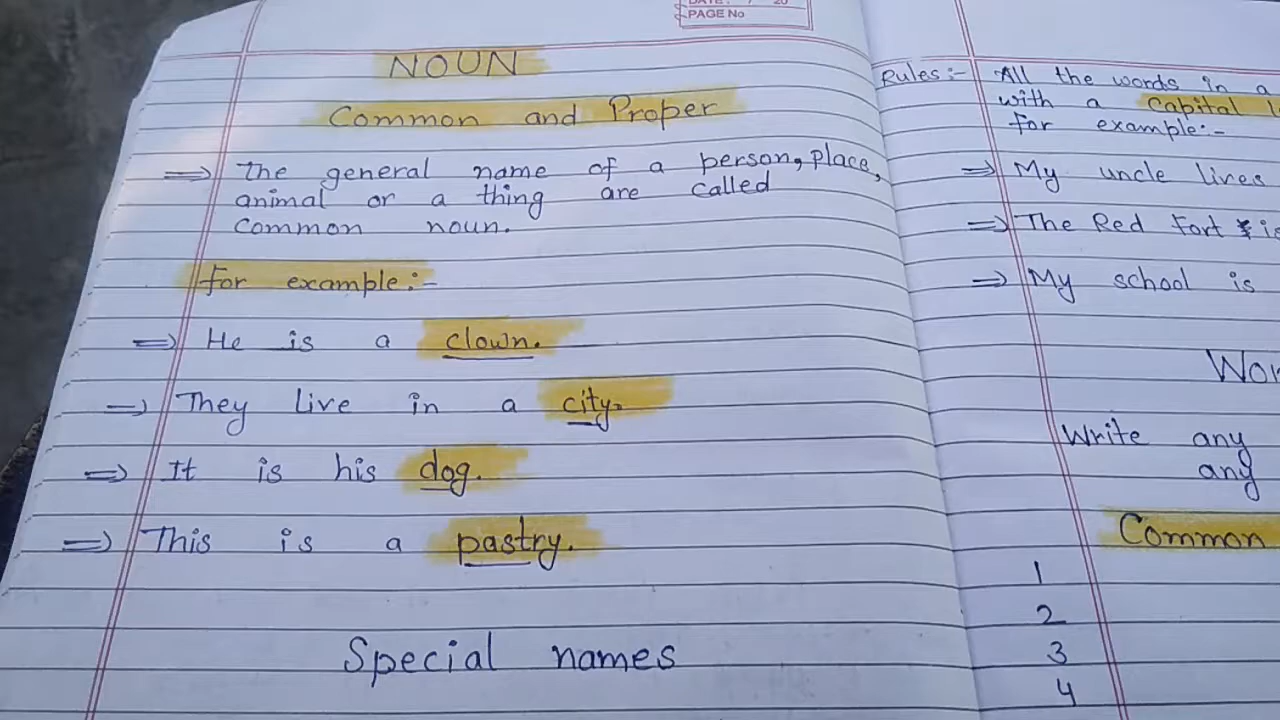 PAGE No
NOUN
Common and Proper
⇒ The general name of a person, place,
animal or a thing are called
Common noun.
for example:-
⇒ He is a clown.
⇒ They live in a city.
⇒ It is his dog.
⇒ This is a pastry.
Special names
Rules:- All the words in a
with a Capital
for example:-
⇒ My uncle lives
⇒ The Red Fort is
⇒ My school is
Write any
any
Common
1
2
3
4